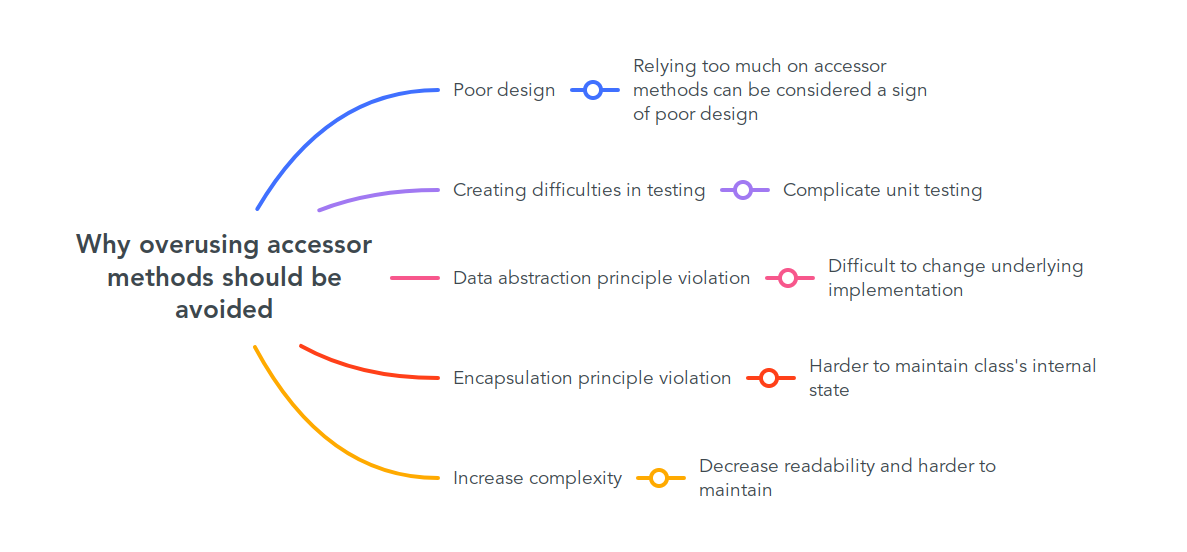 Why overusing accessor
methods should be
avoided
Poor design
Relying too much on accessor
methods can be considered a sign
of poor design
Creating difficulties in testing
Complicate unit testing
Data abstraction principle violation
Difficult to change underlying
implementation
Encapsulation principle violation
Harder to maintain class's internal
state
Increase complexity
Decrease readability and harder to
maintain